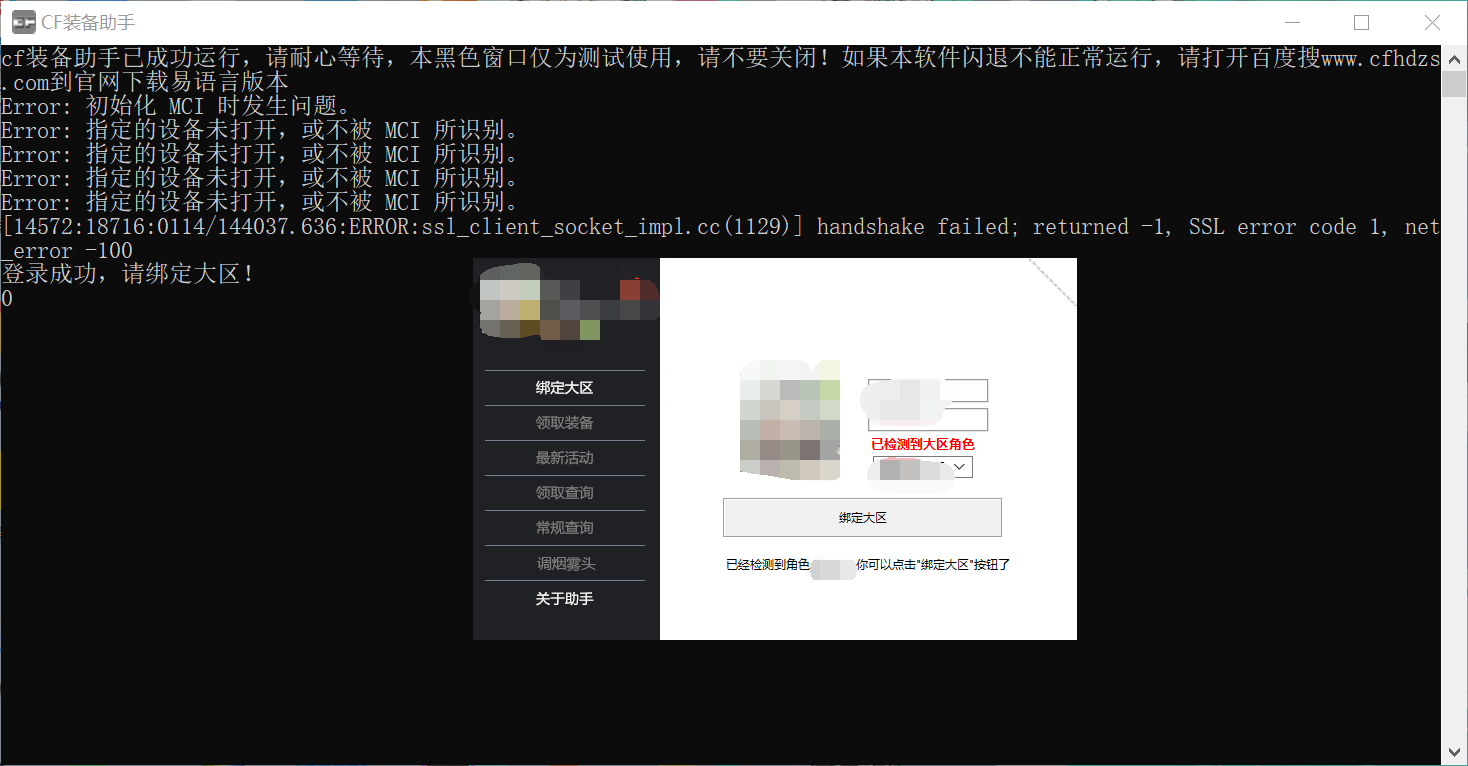 CF装备助手
cf装备助手已成功运行，请耐心等待，本黑色窗口仅为测试使用，请不要关闭！如果本软件闪退不能正常运行，请打开百度搜www.cfhdzs
.com到官网下载易语言版本
Error: 初始化 MCI 时发生问题。
Error: 指定的设备未打开，或不被 MCI 所识别。
Error: 指定的设备未打开，或不被 MCI 所识别。
Error: 指定的设备未打开，或不被 MCI 所识别。
Error: 指定的设备未打开，或不被 MCI 所识别。
[14572:18716:0114/144037.636:ERROR:ssl_client_socket_impl.cc(1129)] handshake failed; returned -1, SSL error code 1, net
_error -100
登录成功，请绑定大区！
0
绑定大区
领取装备
最新活动
领取查询
常规查询
调烟雾头
关于助手
已检测到大区角色
绑定大区
已经检测到角色 你可以点击"绑定大区"按钮了